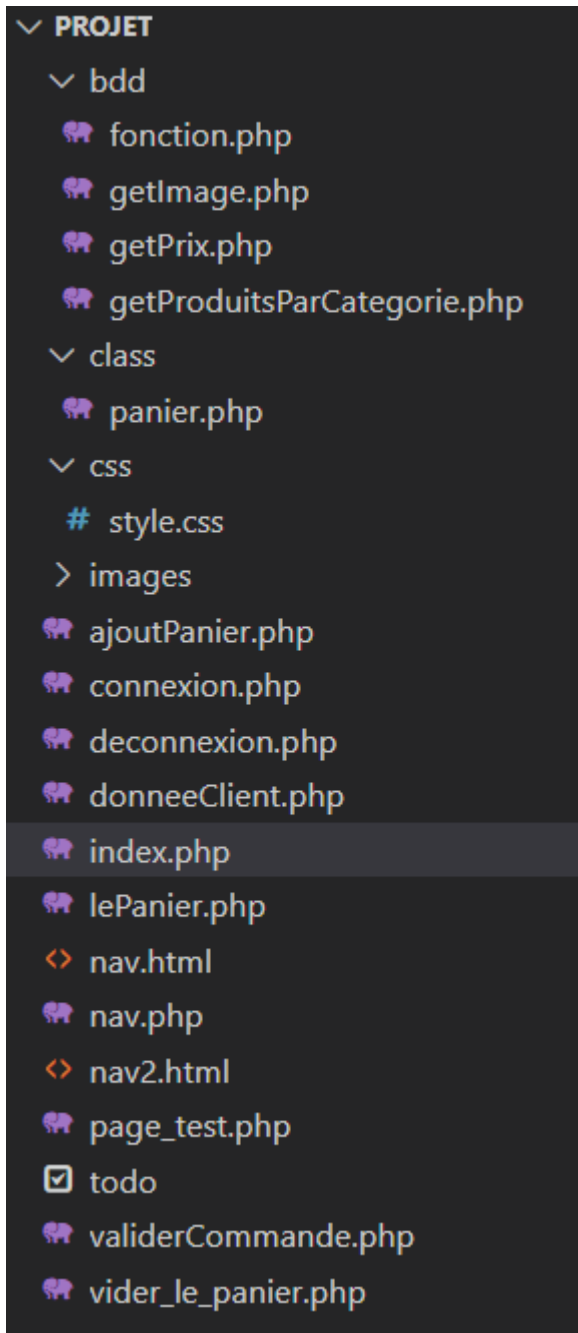 PROJET
bdd
fonction.php
getImage.php
getPrix.php
getProduitsParCategorie.php
class
panier.php
css
# style.css
images
ajoutPanier.php
connexion.php
deconnexion.php
donneeClient.php
index.php
lePanier.php
<> nav.html
nav.php
<> nav2.html
page_test.php
todo
validerCommande.php
vider_le_panier.php